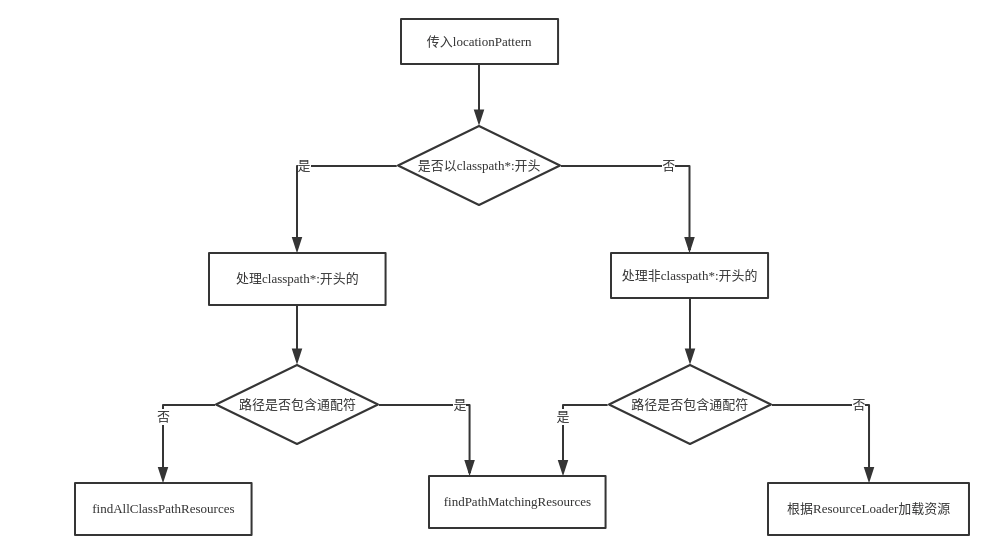 传入locationPattern
是否以classpath*:开头
是
否
处理classpath*:开头的
处理非classpath*:开头的
路径是否包含通配符
路径是否包含通配符
否
是
是
否
findAllClassPathResources
findPathMatchingResources
根据ResourceLoader加载资源